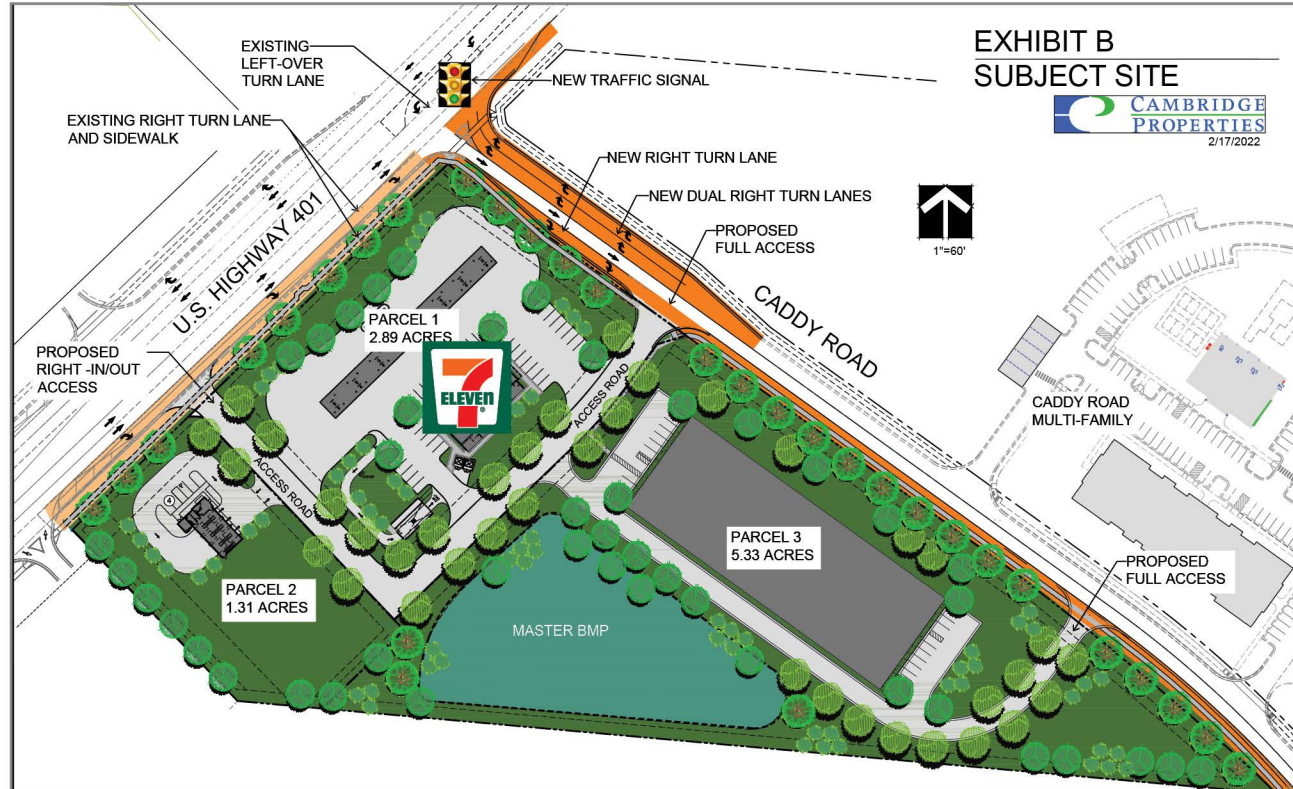 EXHIBIT B
SUBJECT SITE
CAMBRIDGE
PROPERTIES
2/17/2022
EXISTING
LEFT-OVER
TURN LANE
NEW TRAFFIC SIGNAL
EXISTING RIGHT TURN LANE
AND SIDEWALK
NEW RIGHT TURN LANE
NEW DUAL RIGHT TURN LANES
PROPOSED
FULL ACCESS
1"=60'
U.S. HIGHWAY 401
CADDY ROAD
PARCEL 1
2.89 ACRES
7
ELEVEN
®
PROPOSED
RIGHT -IN/OUT
ACCESS
ACCESS ROAD
ACCESS ROAD
CADDY ROAD
MULTI-FAMILY
PARCEL 3
5.33 ACRES
PROPOSED
FULL ACCESS
4
PARCEL 2
1.31 ACRES
MASTER BMP